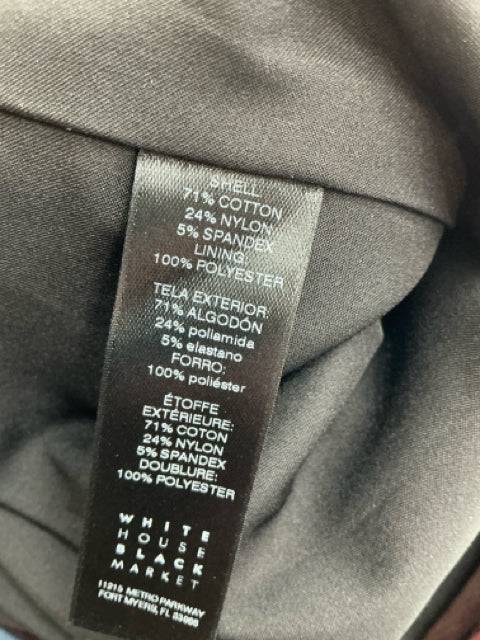 SHELL
71% COTTON
24% NYLON
5% SPANDEX
LINING:
100% POLYESTER
TELA EXTERIOR:
71% ALGODÓN
24% poliamida
5% elastano
FORRO:
100% poliéster
ÉTOFFE
EXTÉRIEURE:
71% COTON
24% NYLON
5% SPANDEX
DOUBLURE:
100% POLYESTER
WHITE
HOUSE
BLACK
MARKET
11215 METRO PARKWAY
FORT MYERS, FL